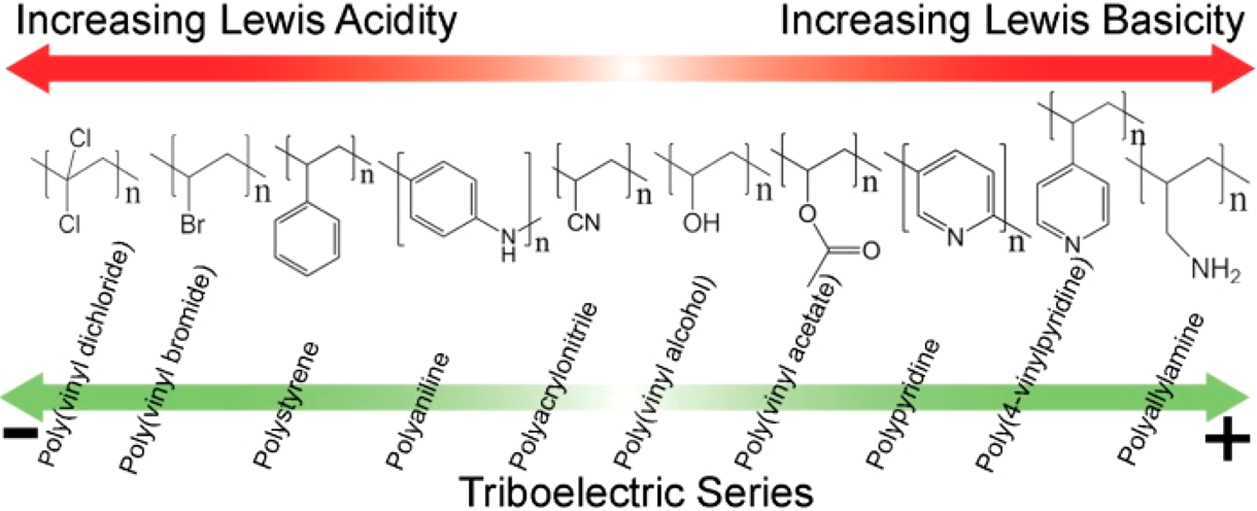 Increasing Lewis Acidity
Increasing Lewis Basicity
Cl
Cl
n
Br
n
n
N
H
n
CN
n
OH
n
O
O
n
N
n
N
n
NH2
n
Poly(vinyl dichloride)
Poly(vinyl bromide)
Polystyrene
Polyaniline
Polyacrylonitrile
Poly(vinyl alcohol)
Poly(vinyl acetate)
Polypyridine
Poly(4-vinylpyridine)
Polyallylamine
−
+
Triboelectric Series